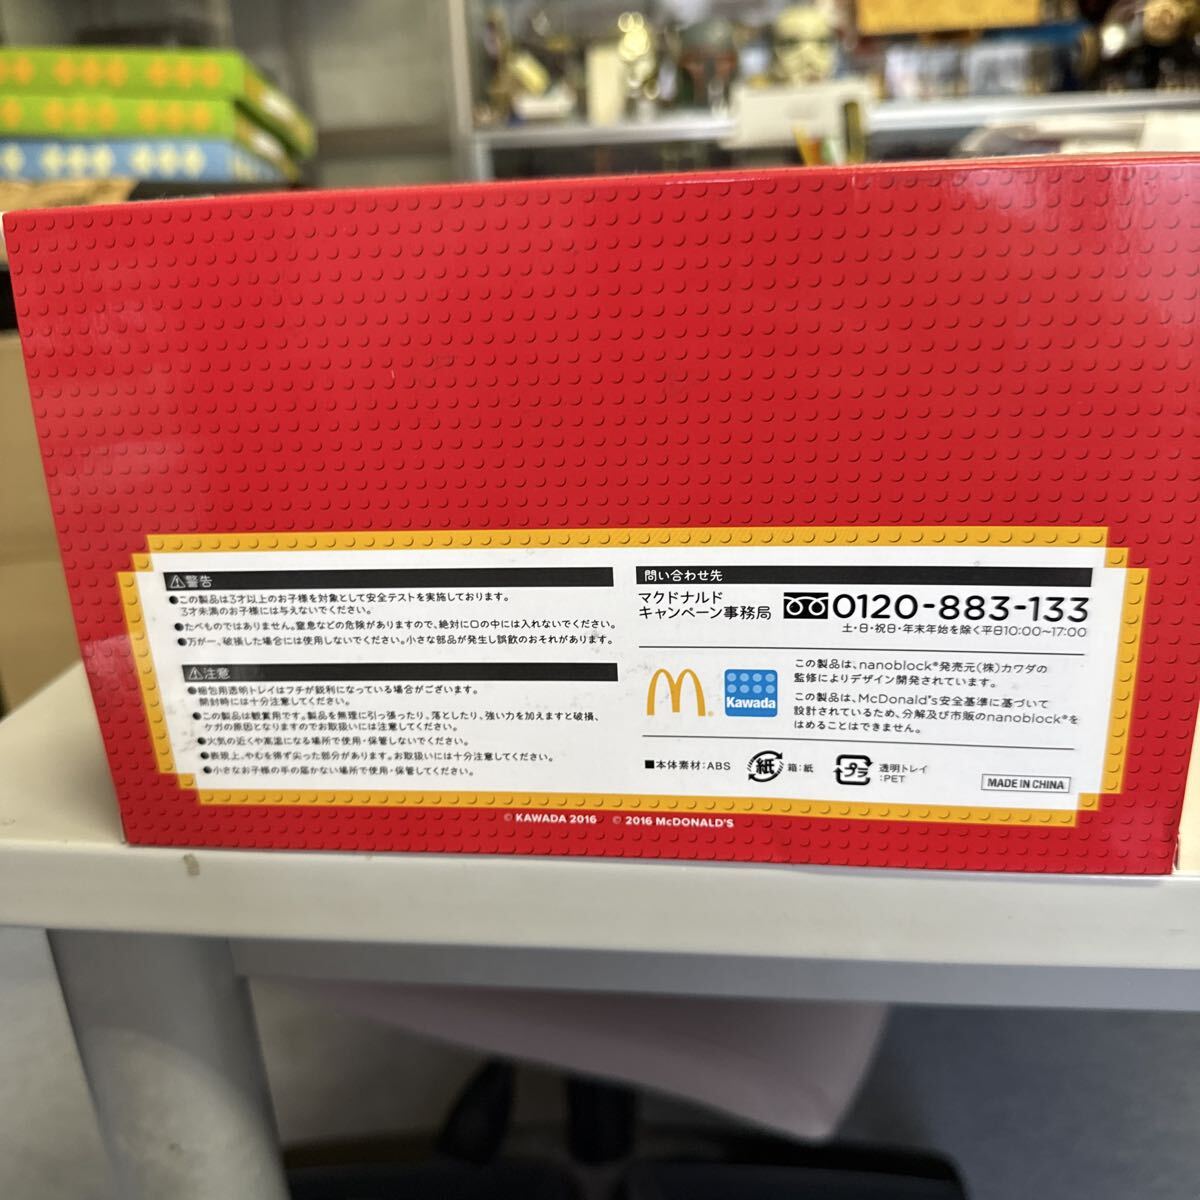 ⚠警告
●この製品は3才以上のお子様を対象として安全テストを実施しております。
3才未満のお子様には与えないでください。
●たべものではありません。窒息などの危険がありますので、絶対に口の中には入れないでください。
●万が一、破損した場合には使用しないでください。小さな部品が発生し誤飲のおそれがあります。
⚠注意
●梱包用透明トレイはフチが鋭利になっている場合がございます。
開封時には十分注意してください。
●この製品は観賞用です。製品を無理に引っ張ったり、落としたり、強い力を加えますと破損、
ケガの原因となりますのでお取扱いには注意してください。
●火気の近くや高温になる場所で使用・保管しないでください。
●表現上、やむを得ず尖った部分があります。お取扱いには十分注意してください。
●小さなお子様の手の届かない場所で使用・保管してください。
問い合わせ先
マクドナルド
キャンペーン事務局
0120-883-133
土・日・祝日・年末年始を除く平日10:00〜17:00
Kawada
この製品は、nanoblock®発売元(株)カワダの
監修によりデザイン開発されています。
この製品は、McDonald's安全基準に基づいて
設計されているため、分解及び市販のnanoblock®を
はめることはできません。
■本体素材:ABS
紙
箱:紙
プラ
透明トレイ
:PET
MADE IN CHINA
© KAWADA 2016 © 2016 McDONALD'S